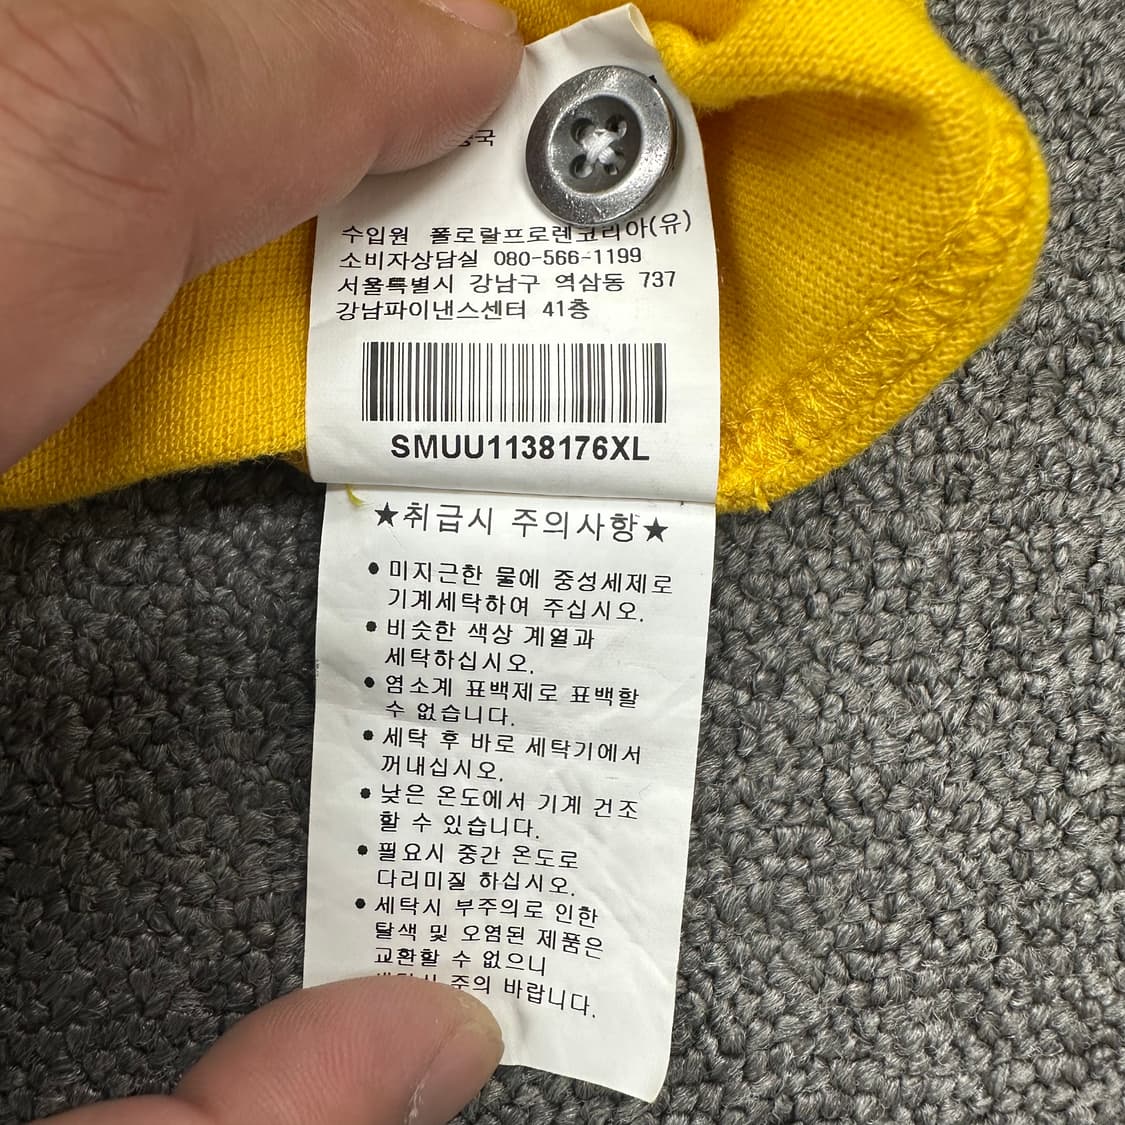 수입원 폴로랄프로렌코리아(유)
소비자상담실 080-566-1199
서울특별시 강남구 역삼동 737
강남파이낸스센터 41층
SMUU1138176XL
★취급시 주의사항★
● 미지근한 물에 중성세제로
기계세탁하여 주십시오.
● 비슷한 색상 계열과
세탁하십시오.
● 염소계 표백제로 표백할
수 없습니다.
● 세탁 후 바로 세탁기에서
꺼내십시오.
● 낮은 온도에서 기계 건조
할 수 있습니다.
● 필요시 중간 온도로
다리미질 하십시오.
● 세탁시 부주의로 인한
탈색 및 오염된 제품은
교환할 수 없으니
주의 바랍니다.